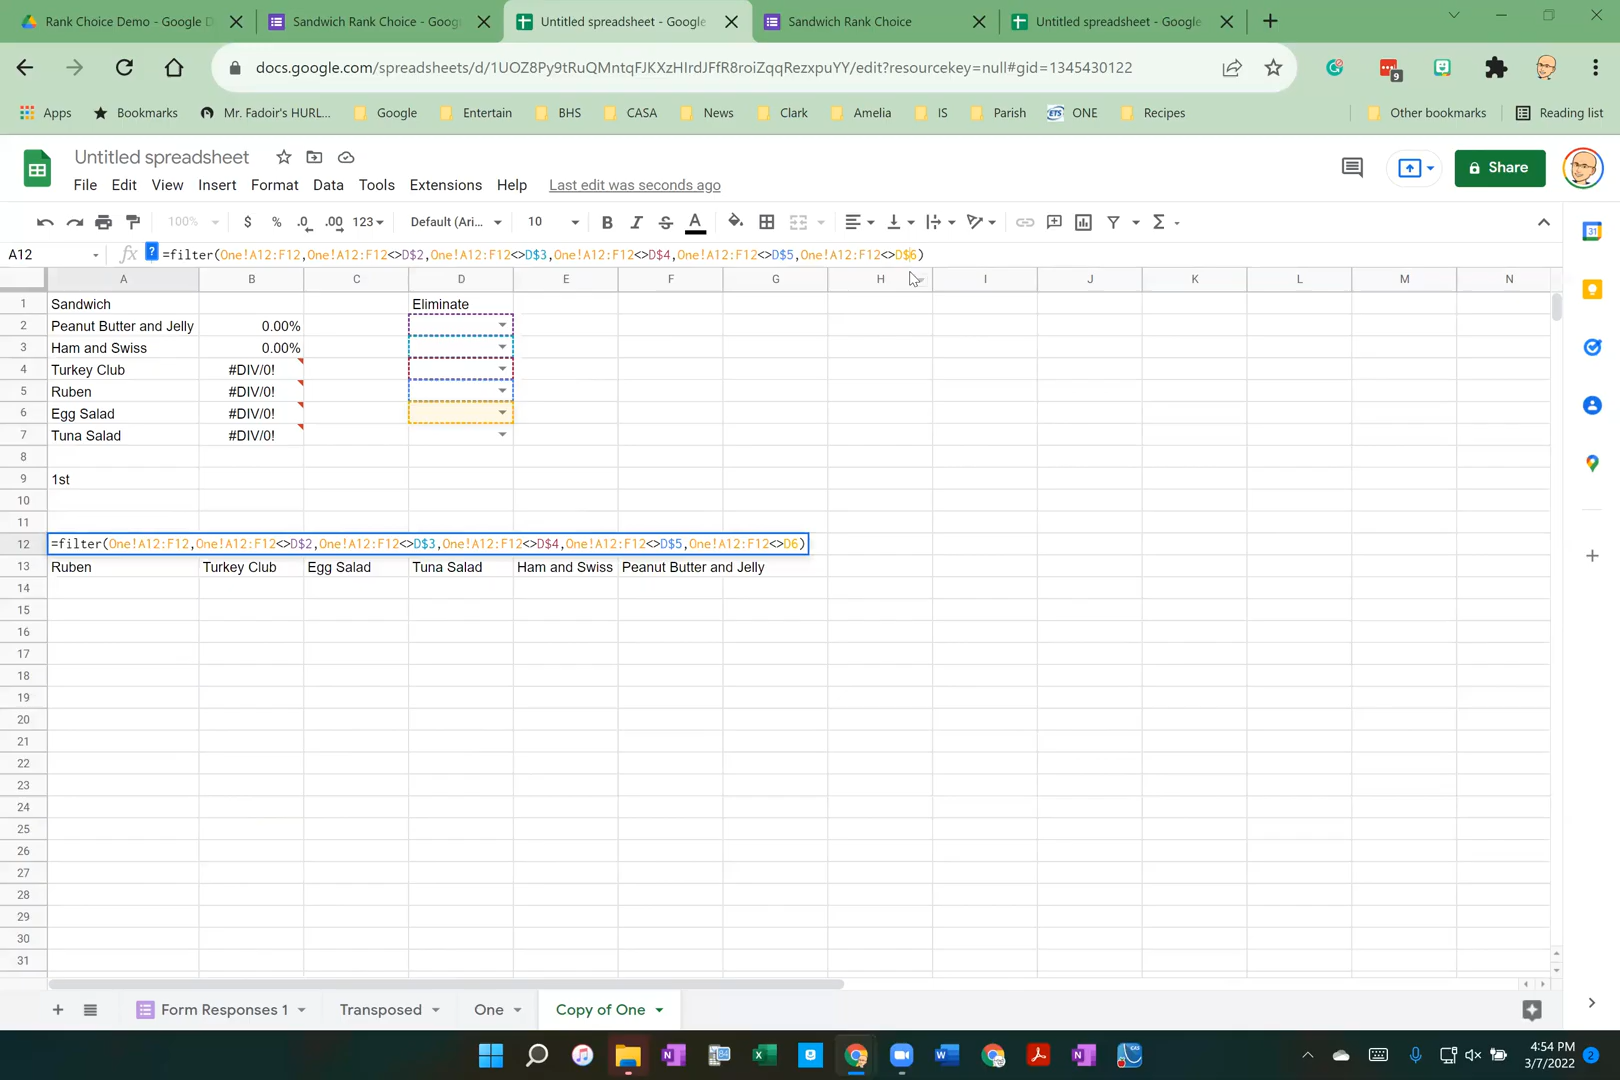 Rank Choice Demo - Google D
Sandwich Rank Choice - Goog
Untitled spreadsheet - Google
Sandwich Rank Choice
Untitled spreadsheet - Google
docs.google.com/spreadsheets/d/1UOZ8Py9tRuQMntqFJKXzHIrdJFfR8roiZqqRezxpuYY/edit?resourcekey=null#gid=1345430122
9
Apps
Bookmarks
Mr. Fadoir's HURL...
Google
Entertain
BHS
CASA
News
Clark
Amelia
IS
Parish
ONE
Recipes
Other bookmarks
Reading list
Untitled spreadsheet
File Edit View Insert Format Data Tools Extensions Help Last edit was seconds ago
Share
100% $ % .0 .00 123 Default (Ari... 10 B I S A Σ
31
A12 fx ? =filter(One!A12:F12,One!A12:F12<>D$2,One!A12:F12<>D$3,One!A12:F12<>D$4,One!A12:F12<>D$5,One!A12:F12<>D$6)
A B C D E F G H I J K L M N
1 Sandwich Eliminate
2 Peanut Butter and Jelly 0.00%
3 Ham and Swiss 0.00%
4 Turkey Club #DIV/0!
5 Ruben #DIV/0!
6 Egg Salad #DIV/0!
7 Tuna Salad #DIV/0!
8
9 1st
10
11
12 =filter(One!A12:F12,One!A12:F12<>D$2,One!A12:F12<>D$3,One!A12:F12<>D$4,One!A12:F12<>D$5,One!A12:F12<>D6)
13 Ruben Turkey Club Egg Salad Tuna Salad Ham and Swiss Peanut Butter and Jelly
14
15
16
17
18
19
20
21
22
23
24
25
26
27
28
29
30
31
Form Responses 1
Transposed
One
Copy of One
4:54 PM
3/7/2022
2